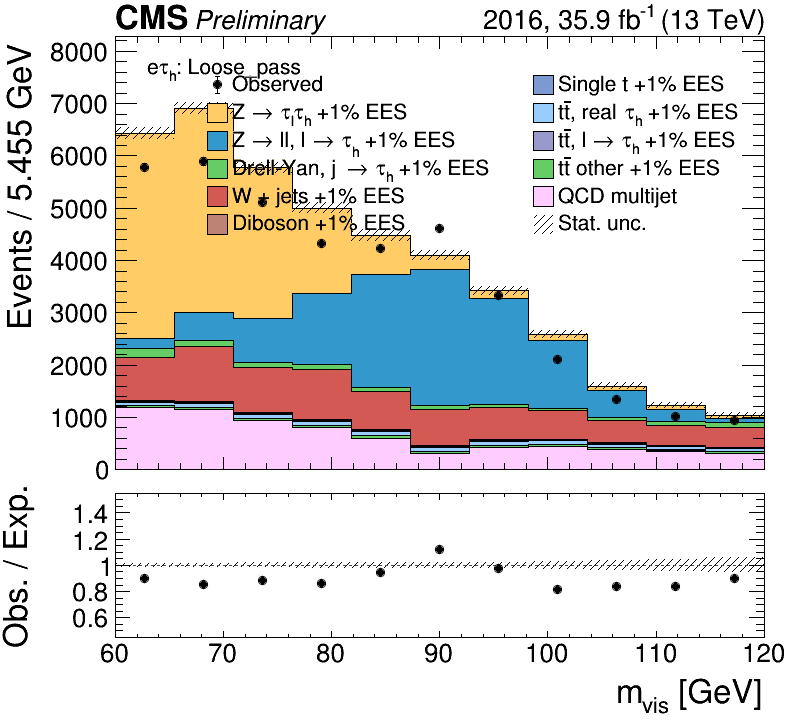 CMS Preliminary 2016, 35.9 fb⁻¹ (13 TeV)
eτh: Loose_pass
Observed
Z → τlτh +1% EES
Z → ll, l → τh +1% EES
Drell-Yan, j → τh +1% EES
W + jets +1% EES
Diboson +1% EES
Single t +1% EES
tt̄, real τh +1% EES
tt̄, l → τh +1% EES
tt̄ other +1% EES
QCD multijet
Stat. unc.
Events / 5.455 GeV
8000
7000
6000
5000
4000
3000
2000
1000
0
Obs. / Exp.
1.4
1.2
1
0.8
0.6
60 70 80 90 100 110 120
mvis [GeV]